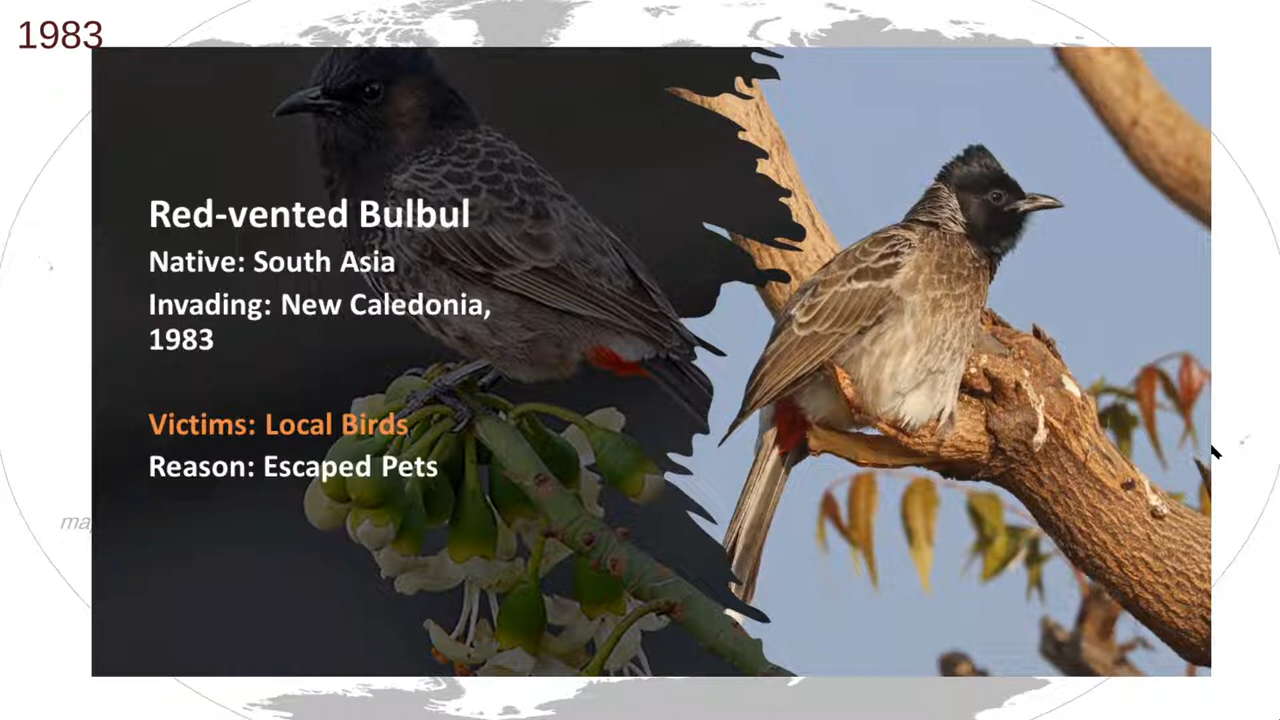 1983
Red-vented Bulbul
Native: South Asia
Invading: New Caledonia,
1983
Victims: Local Birds
Reason: Escaped Pets